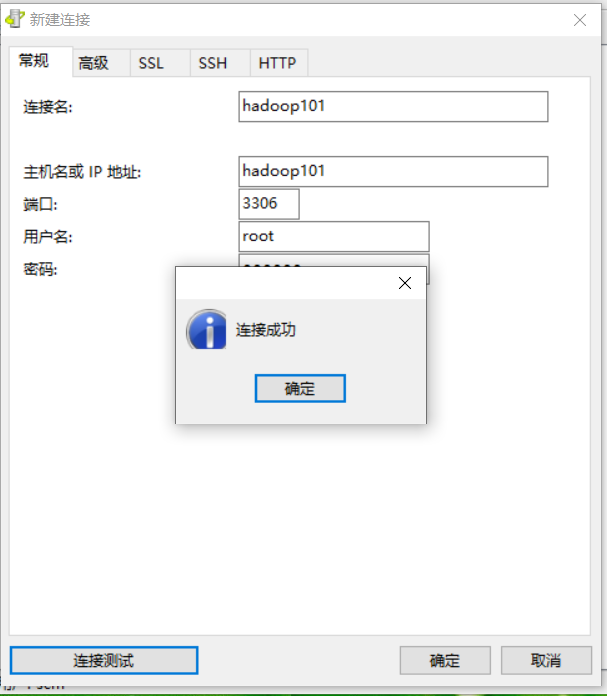 新建连接
常规 高级 SSL SSH HTTP
连接名: hadoop101
主机名或 IP 地址: hadoop101
端口: 3306
用户名: root
密码:
连接成功
确定
连接测试 确定 取消